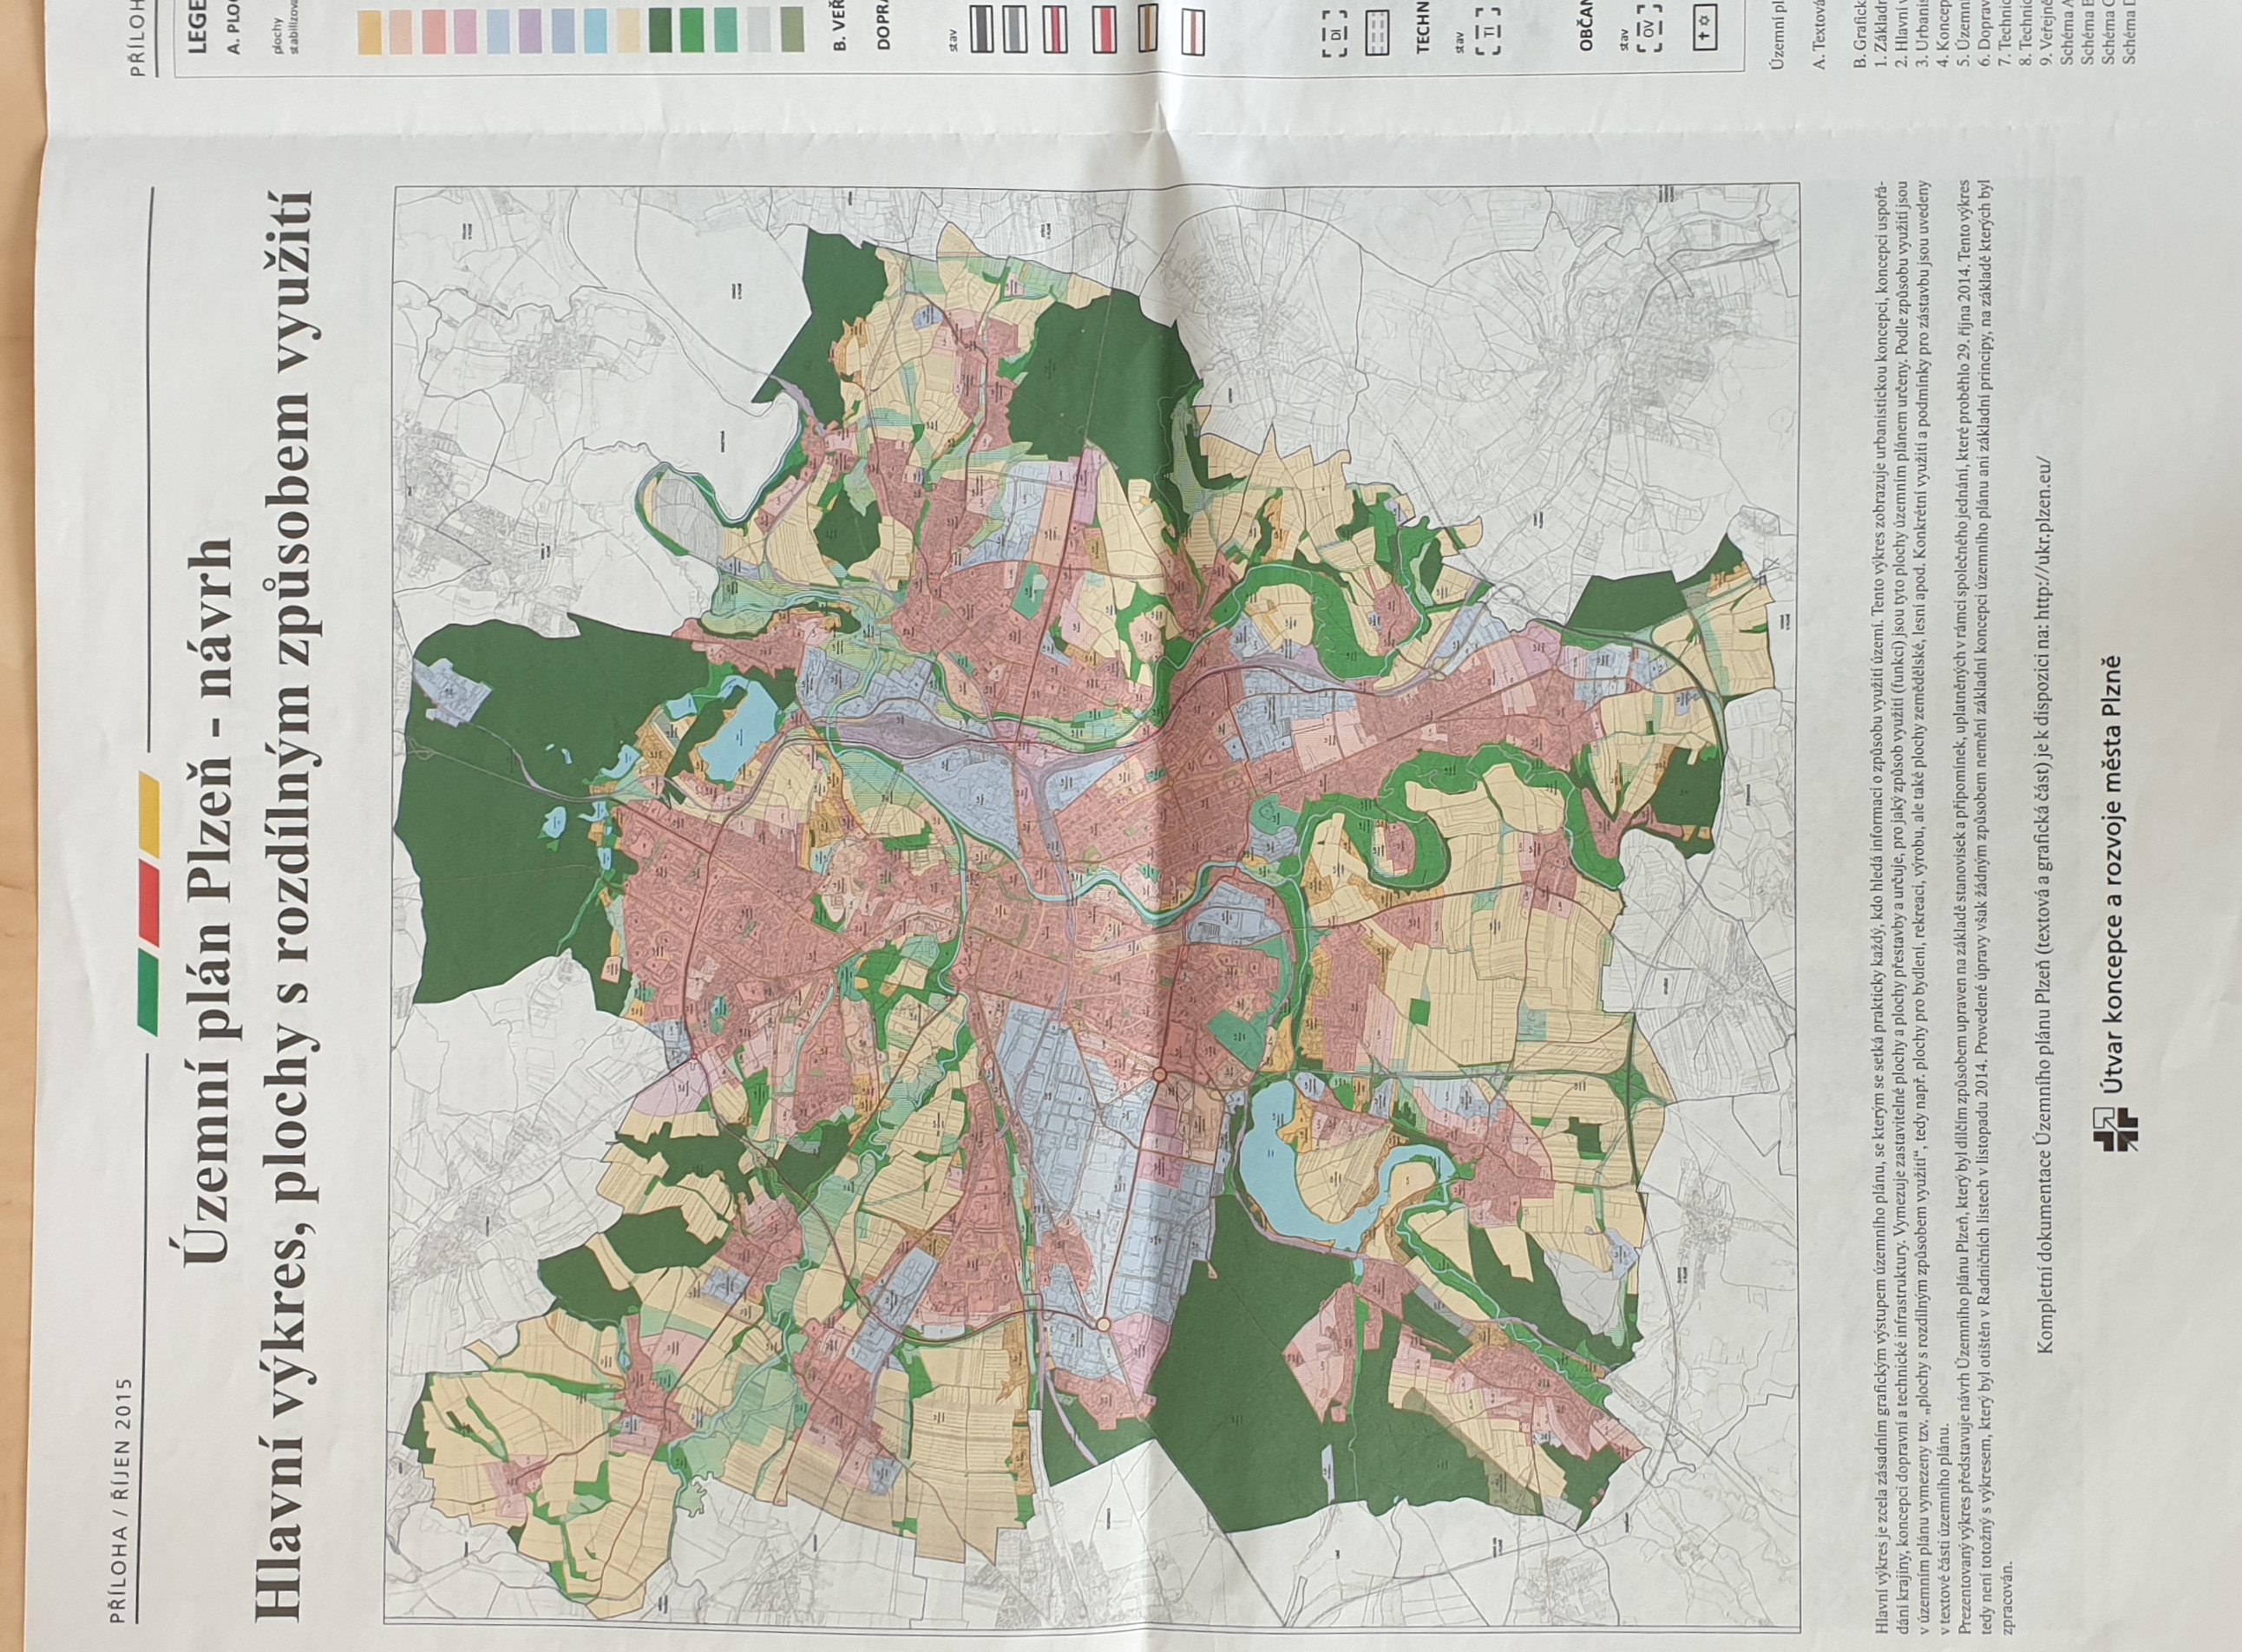 PŘÍLOHA / ŘÍJEN 2015
Územní plán Plzeň - návrh
Hlavní výkres, plochy s rozdílným způsobem využití
Hlavní výkres je zcela zásadním grafickým výstupem územního plánu, se kterým se setká prakticky každý, kdo hledá informaci o způsobu využití území. Tento výkres zobrazuje urbanistickou koncepci, koncepci uspořá-
dání krajiny, koncepci dopravní a technické infrastruktury. Vymezuje zastavitelné plochy a plochy přestavby a určuje, pro jaký způsob využití (funkci) jsou tyto plochy územním plánem určeny. Podle způsobu využití jsou
v územním plánu vymezeny tzv. „plochy s rozdílným způsobem využití“, tedy např. plochy pro bydlení, rekreaci, výrobu, ale také plochy zemědělské, lesní apod. Konkrétní využití a podmínky pro zástavbu jsou uvedeny
v textové části územního plánu.
Prezentovaný výkres představuje návrh Územního plánu Plzeň, který byl dílčím způsobem upraven na základě stanovisek a připomínek, uplatněných v rámci společného jednání, které proběhlo 29. října 2014. Tento výkres
tedy není totožný s výkresem, který byl otištěn v Radničních listech v listopadu 2014. Provedené úpravy však žádným způsobem nemění základní koncepci územního plánu ani základní principy, na základě kterých byl
zpracován.
Kompletní dokumentace Územního plánu Plzeň (textová a grafická část) je k dispozici na: http://ukr.plzen.eu/
Útvar koncepce a rozvoje města Plzně
PŘÍLOH
LEGE
A. PLO
plochy
stabilizova
B. VEŘ
DOPRA
stav
DI
TECHN
stav
TI
OBČAN
stav
OV
Územní pl
A. Textová
B. Grafick
1. Základn
2. Hlavní v
3. Urbanis
4. Koncep
5. Územn
6. Doprav
7. Technic
8. Technic
9. Veřejně
Schéma A
Schéma B
Schéma C
Schéma D